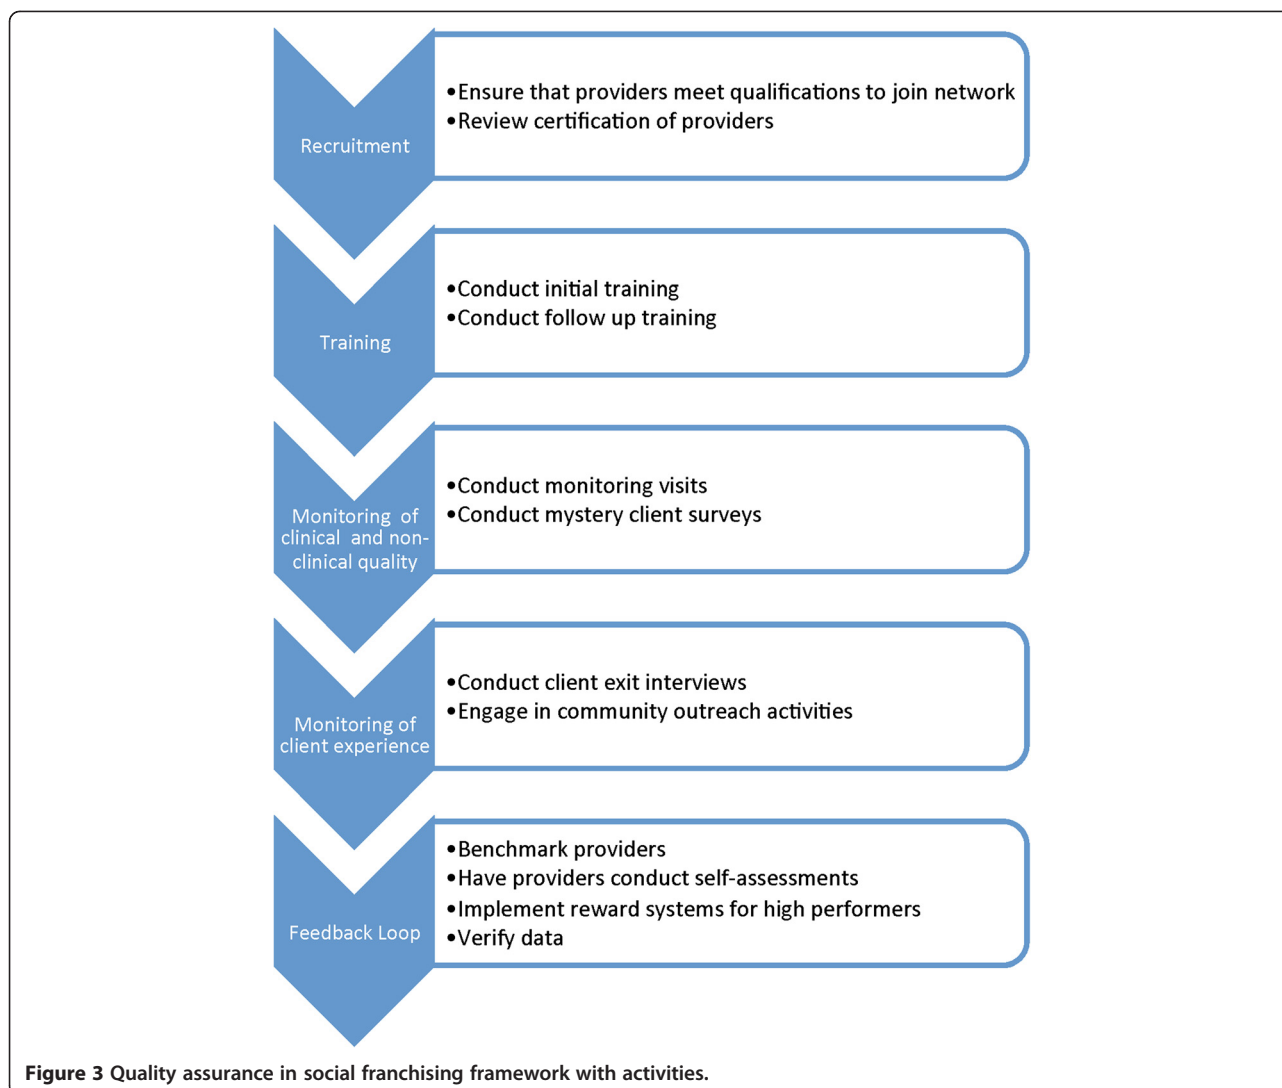 Recruitment
•Ensure that providers meet qualifications to join network
•Review certification of providers
Training
•Conduct initial training
•Conduct follow up training
Monitoring of
clinical and non-
clinical quality
•Conduct monitoring visits
•Conduct mystery client surveys
Monitoring of
client experience
•Conduct client exit interviews
•Engage in community outreach activities
Feedback Loop
•Benchmark providers
•Have providers conduct self-assessments
•Implement reward systems for high performers
•Verify data
Figure 3 Quality assurance in social franchising framework with activities.